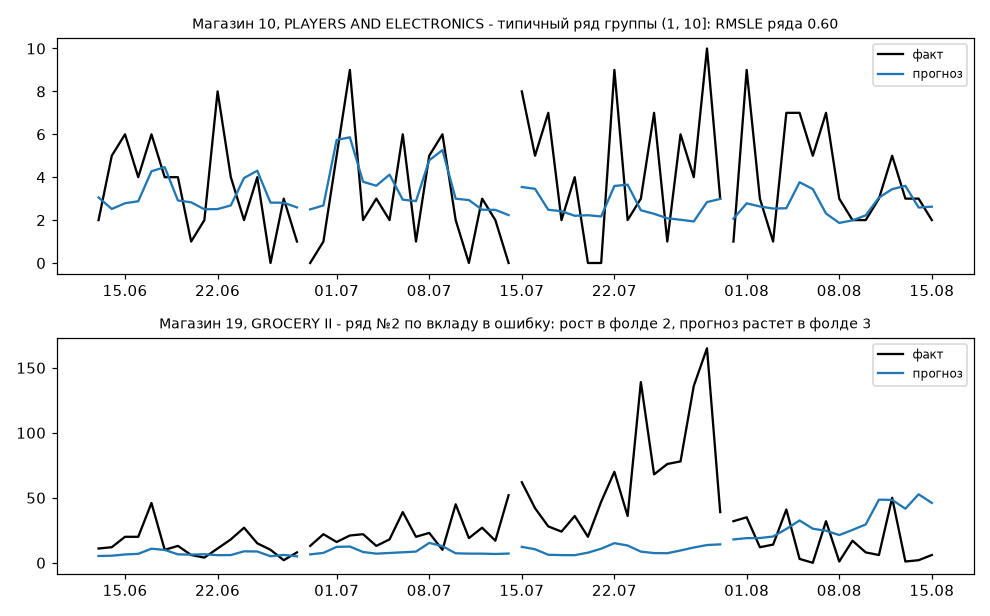 Магазин 10, PLAYERS AND ELECTRONICS - типичный ряд группы (1, 10]: RMSLE ряда 0.60
10
8
6
4
2
0
факт
прогноз
15.06 22.06 01.07 08.07 15.07 22.07 01.08 08.08 15.08
Магазин 19, GROCERY II - ряд №2 по вкладу в ошибку: рост в фолде 2, прогноз растет в фолде 3
150
100
50
0
факт
прогноз
15.06 22.06 01.07 08.07 15.07 22.07 01.08 08.08 15.08